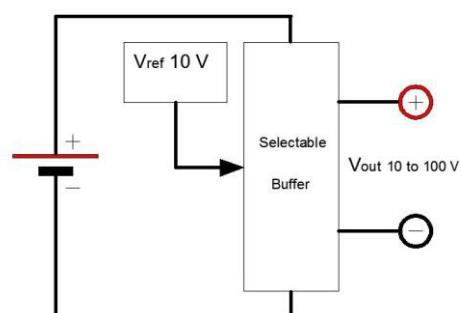 Vref 10 V
+
+
Selectable
Buffer
Vout 10 to 100 V
−
−